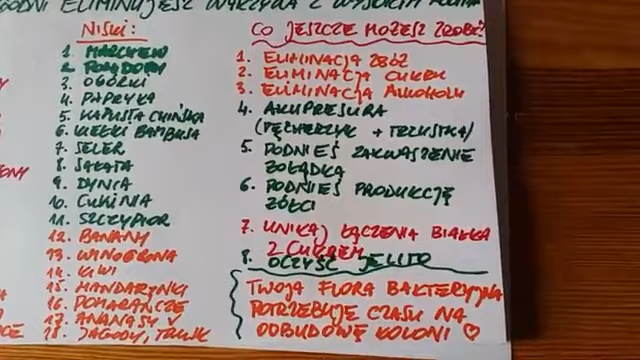 ELIMINUJESZ WARZYWA Z WYSOKIM
NISKI:
1. MARCHEW
2. POMIDORY
3. OGÓRKI
4. PAPRYKA
5. KAPUSTA CHIŃSKA
6. KIEŁKI BAMBUSA
7. SELER
8. SAŁATA
9. DYNIA
10. CUKINIA
11. SZCZYPIOR
12. BANANY
13. WINOGRONA
14. KIWI
15. MANDARYNKI
16. POMARAŃCZE
17. ANANASY
18. JAGODY, TRUSK
CO JESZCZE MOŻESZ ZROBIĆ?
1. ELIMINACJA ZBÓŻ
2. ELIMINACJA CUKRU
3. ELIMINACJA ALKOHOLU
4. AKUPRESURA
(PĘCHERZYK + TRZUSTKA)
5. PODNIEŚ ZAKWASZENIE
ŻOŁĄDKA
6. PODNIEŚ PRODUKCJĘ
ŻÓŁCI
7. UNIKAJ ŁĄCZENIA BIAŁKA
Z CUKREM
8. OCZYŚĆ JELITO
TWOJA FLORA BAKTERYJNA
POTRZEBUJE CZASU NA
ODBUDOWĘ KOLONI ♡